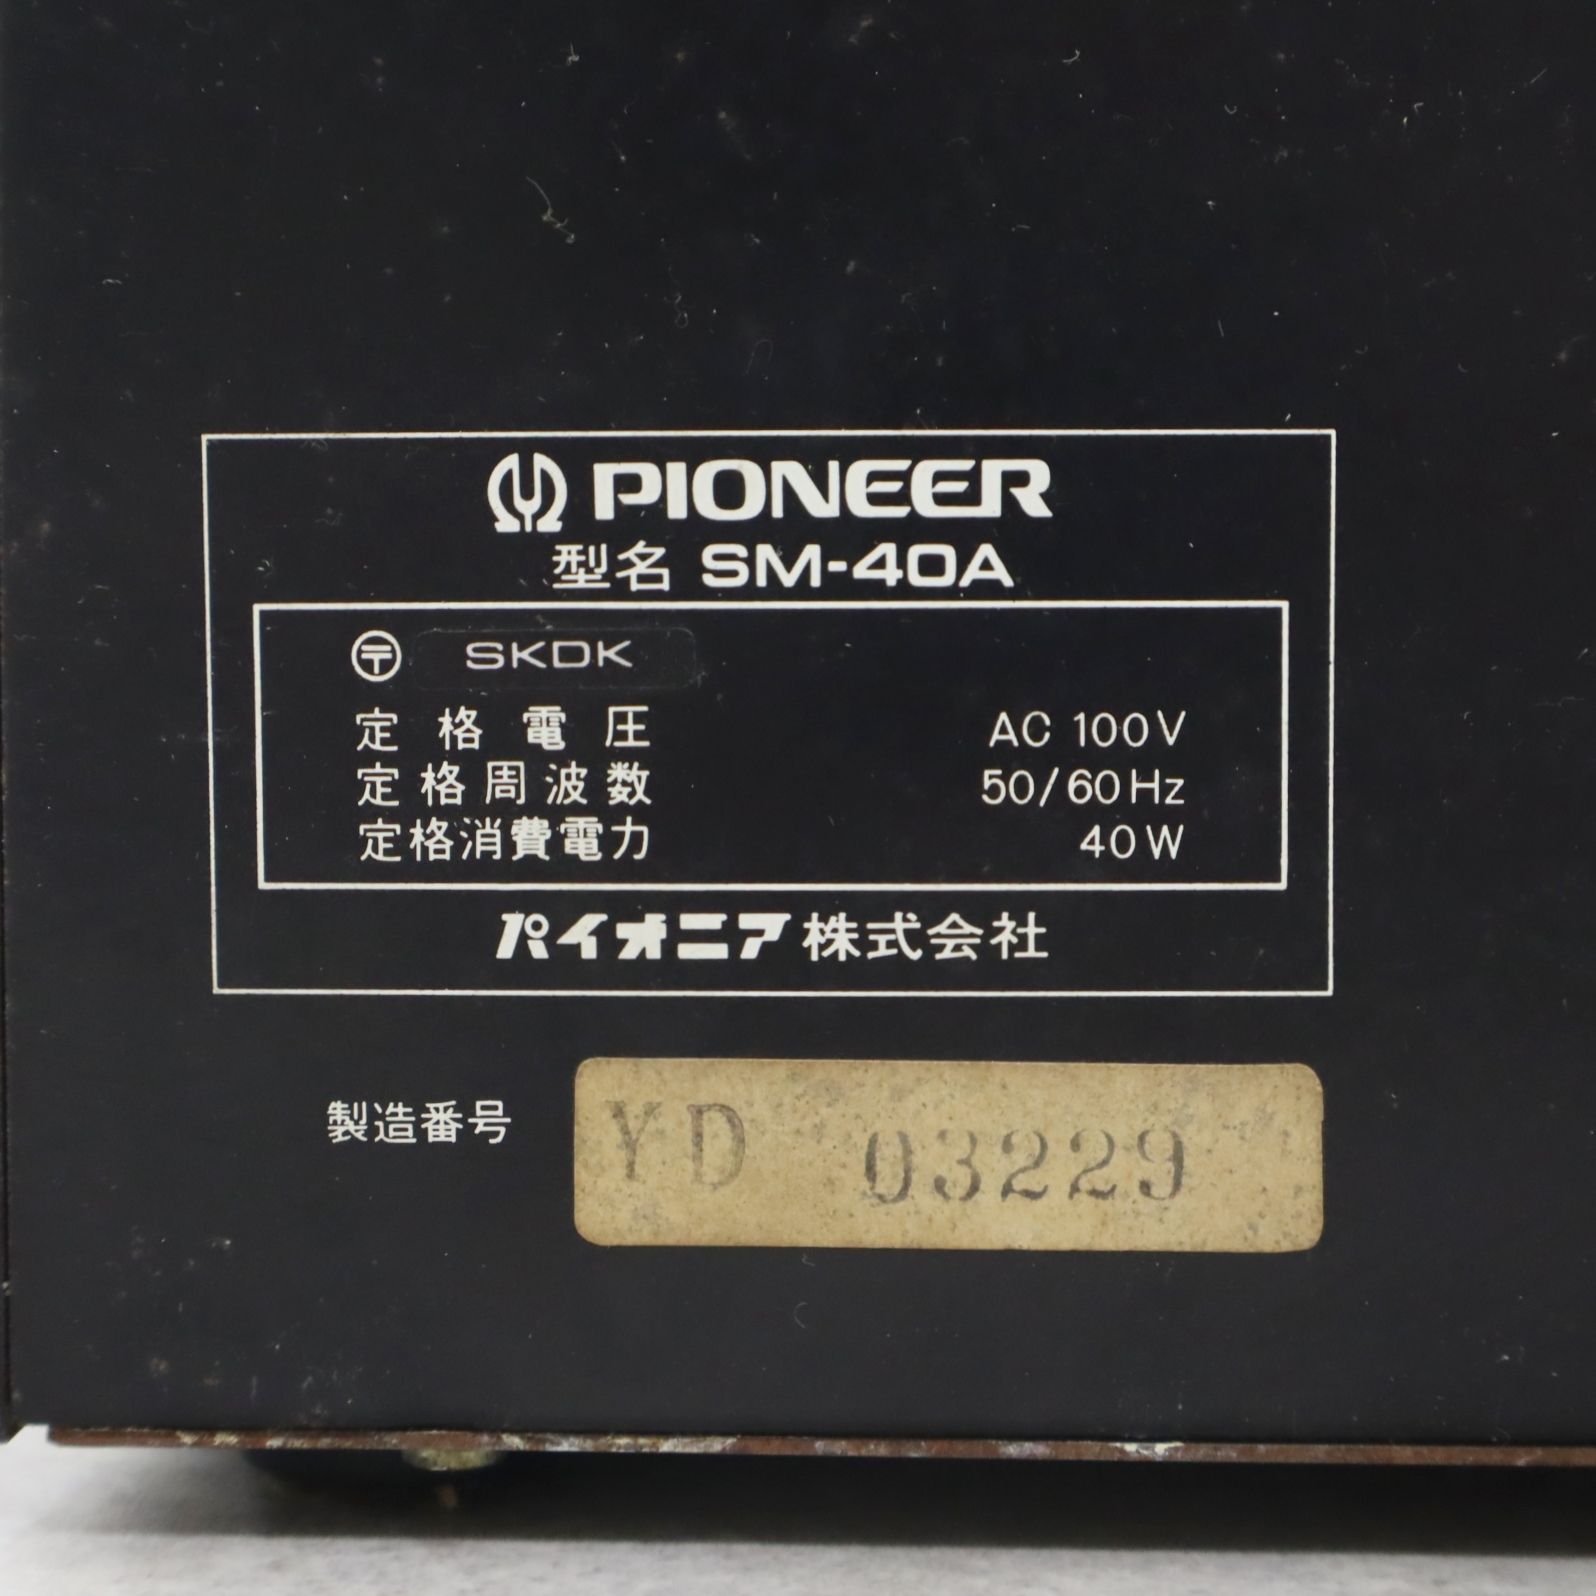 PIONEER
型名 SM-40A
〒 SKDK
定格電圧 AC 100V
定格周波数 50/60Hz
定格消費電力 40W
パイオニア株式会社
製造番号 YD 03229